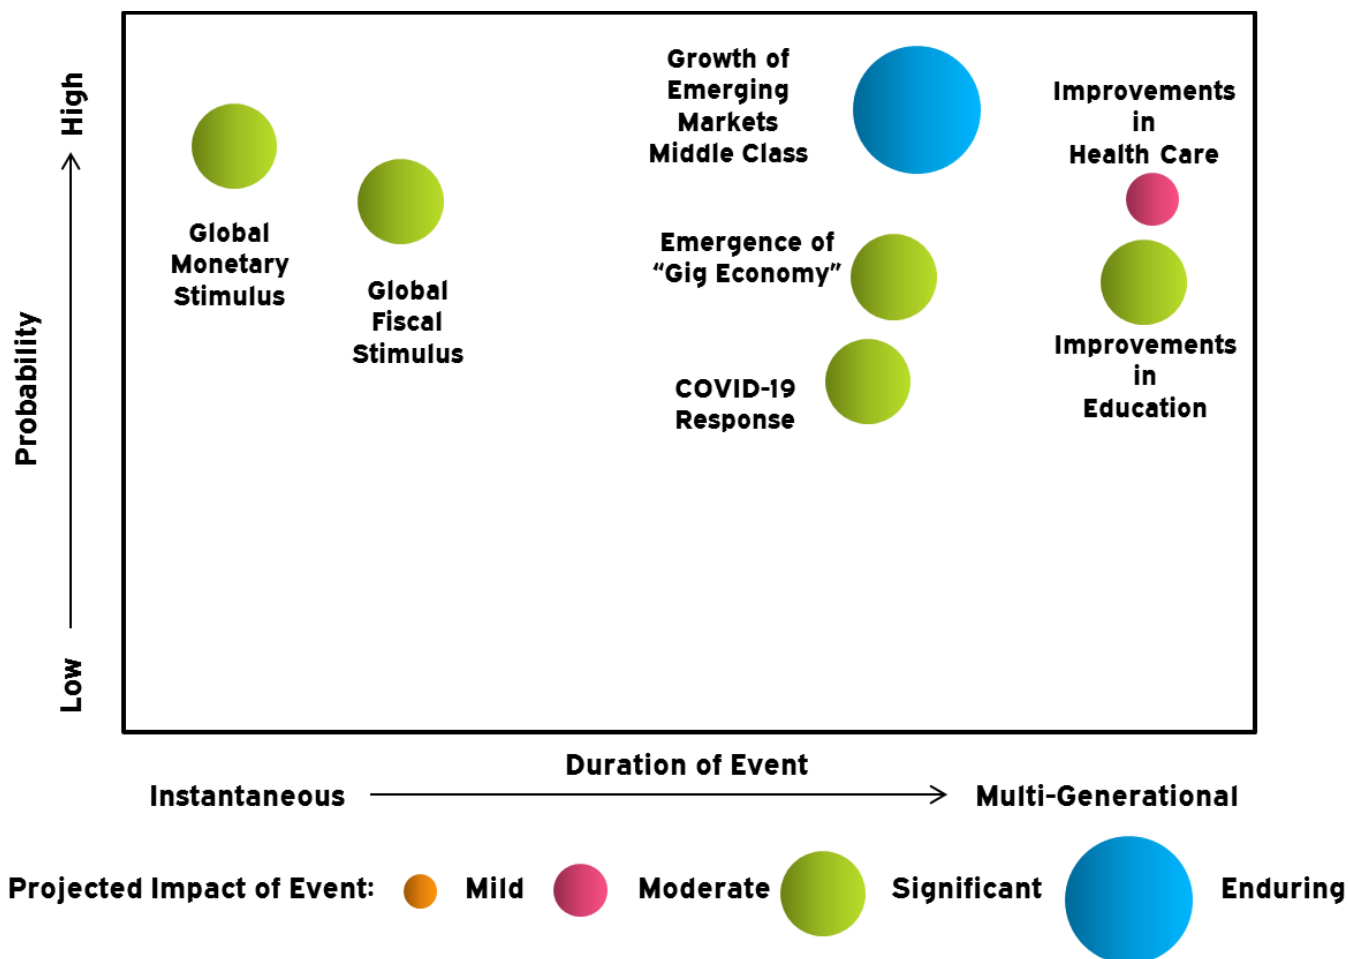 Growth of
Emerging
Markets
Middle Class
Improvements
in
Health Care
Global
Monetary
Stimulus
Global
Fiscal
Stimulus
Emergence of
“Gig Economy”
COVID-19
Response
Improvements
in
Education
High
Probability
Low
Duration of Event
Instantaneous
Multi-Generational
Projected Impact of Event: Mild Moderate Significant Enduring